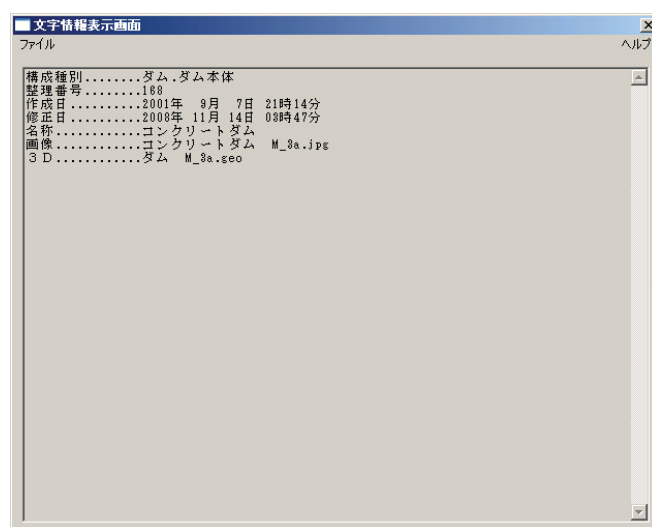 文字情報表示画面
ファイル ヘルプ
構成種別........ダム.ダム本体
整理番号........168
作成日..........2001年 9月 7日 21時14分
修正日..........2008年 11月 14日 03時47分
名称............コンクリートダム
画像............コンクリートダム M_3a.jpg
3D............ダム M_3a.geo